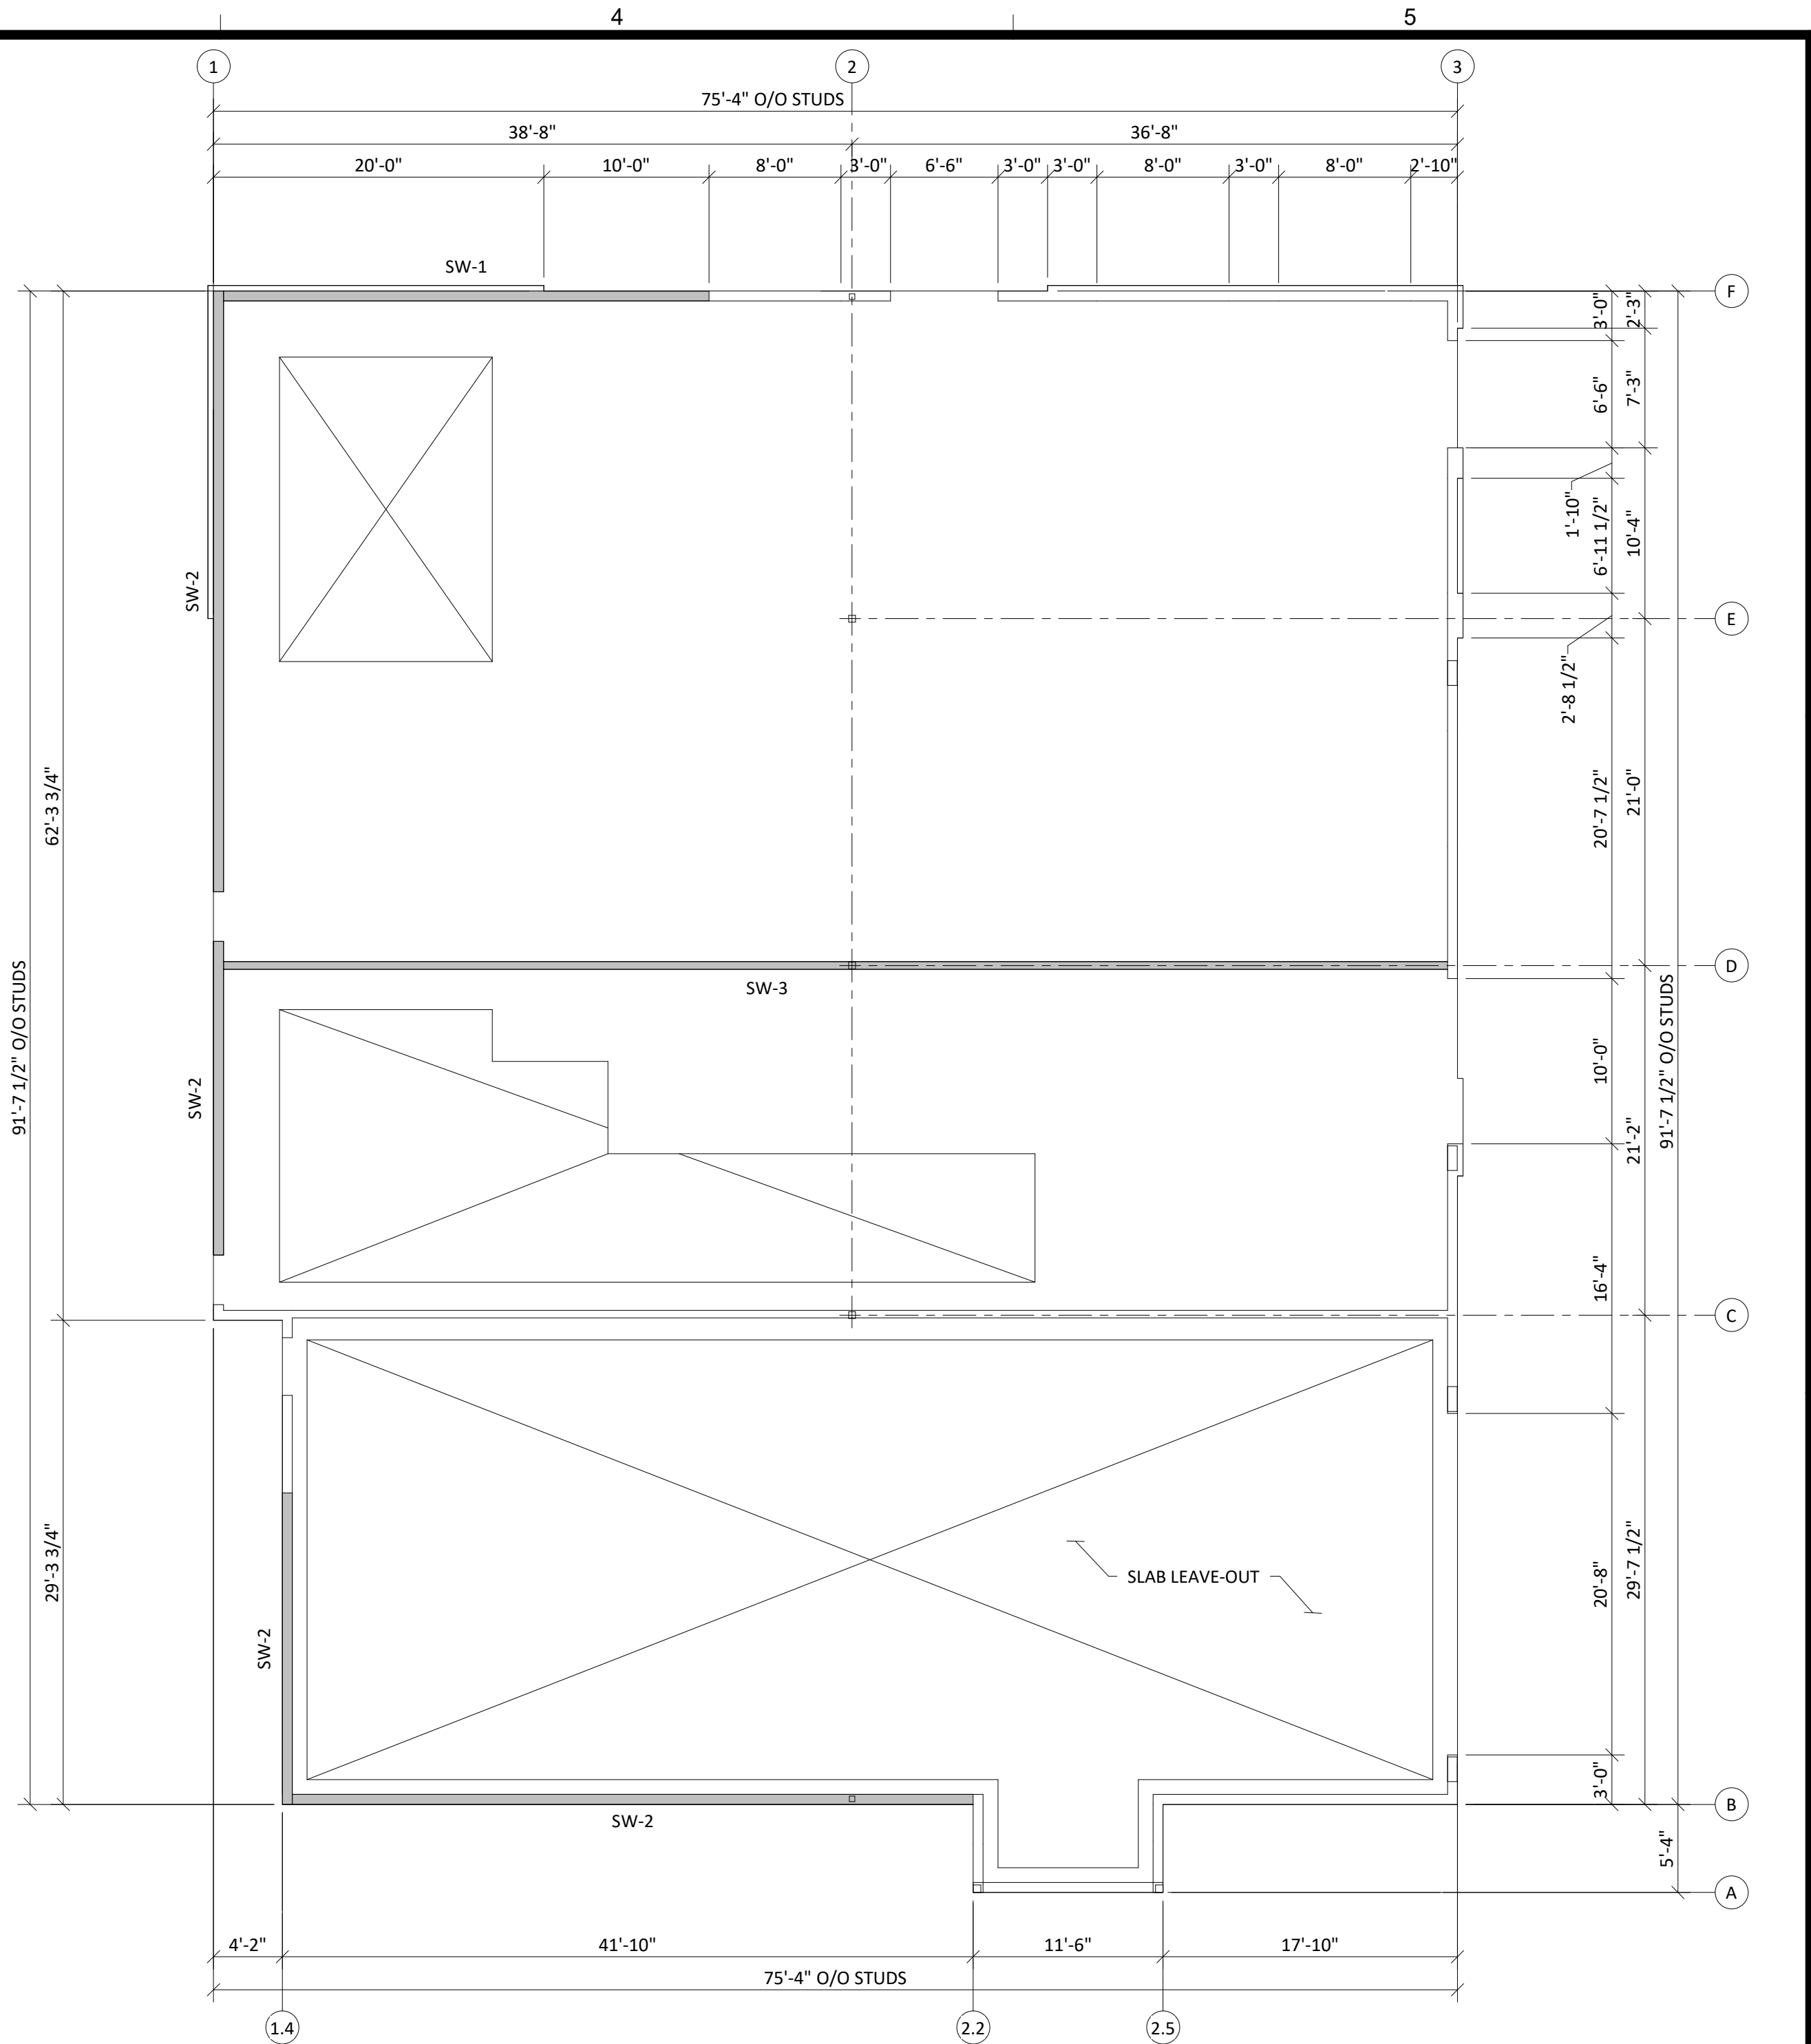 4 5
1 2 3
75'-4" O/O STUDS
38'-8" 36'-8"
20'-0" 10'-0" 8'-0" 3'-0" 6'-6" 3'-0" 3'-0" 8'-0" 3'-0" 8'-0" 2'-10"
SW-1
F
3'-0"
2'-3"
6'-6"
7'-3"
1'-10"
6'-11 1/2"
10'-4"
SW-2
E
2'-8 1/2"
62'-3 3/4"
20'-7 1/2"
21'-0"
91'-7 1/2" O/O STUDS
D
SW-3
91'-7 1/2" O/O STUDS
10'-0"
SW-2
21'-2"
16'-4"
C
29'-3 3/4"
SLAB LEAVE-OUT
20'-8"
29'-7 1/2"
SW-2
3'-0"
B
SW-2
5'-4"
A
4'-2" 41'-10" 11'-6" 17'-10"
75'-4" O/O STUDS
1.4 2.2 2.5